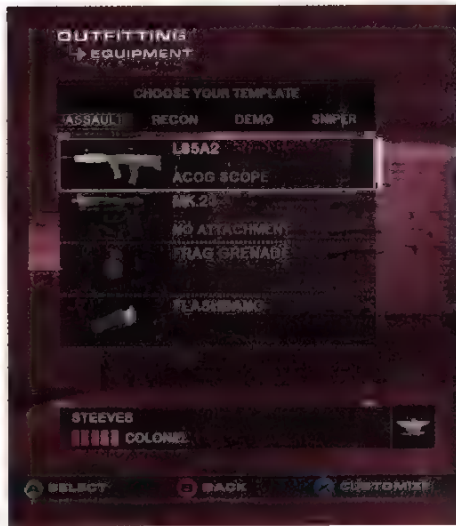 OUTFITTING
EQUIPMENT
CHOOSE YOUR TEMPLATE
ASSAULT RECON DEMO SNIPER
L85A2
ACOG SCOPE
MK.23
NO ATTACHMENT
FRAG GRENADE
FLASHBANG
STEEVES
COLONEL
A SELECT B BACK X CUSTOMIZE